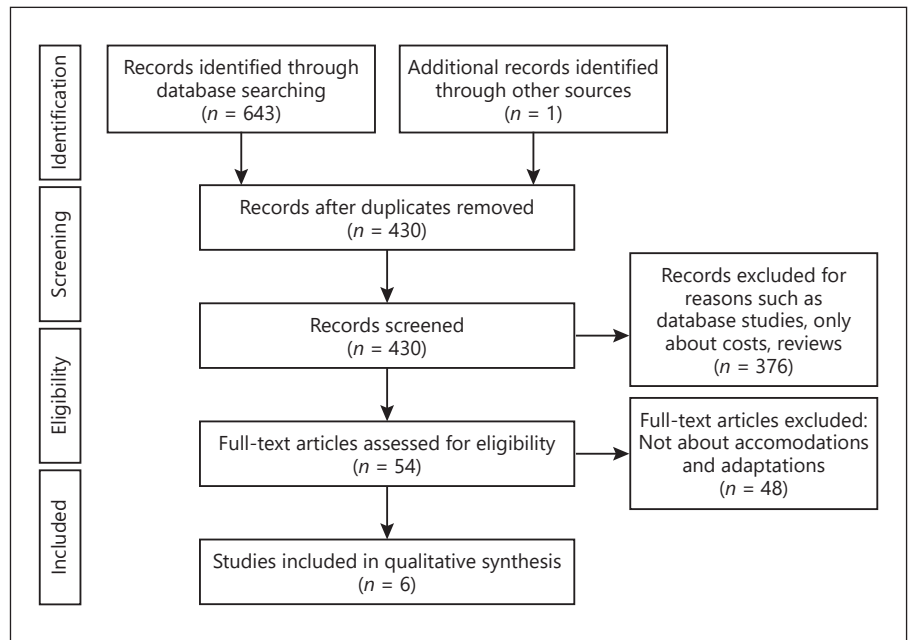 Identification
Records identified through
database searching
(n = 643)
Additional records identified
through other sources
(n = 1)
Screening
Records after duplicates removed
(n = 430)
Records screened
(n = 430)
Records excluded for
reasons such as
database studies, only
about costs, reviews
(n = 376)
Eligibility
Full-text articles assessed for eligibility
(n = 54)
Full-text articles excluded:
Not about accomodations
and adaptations
(n = 48)
Included
Studies included in qualitative synthesis
(n = 6)